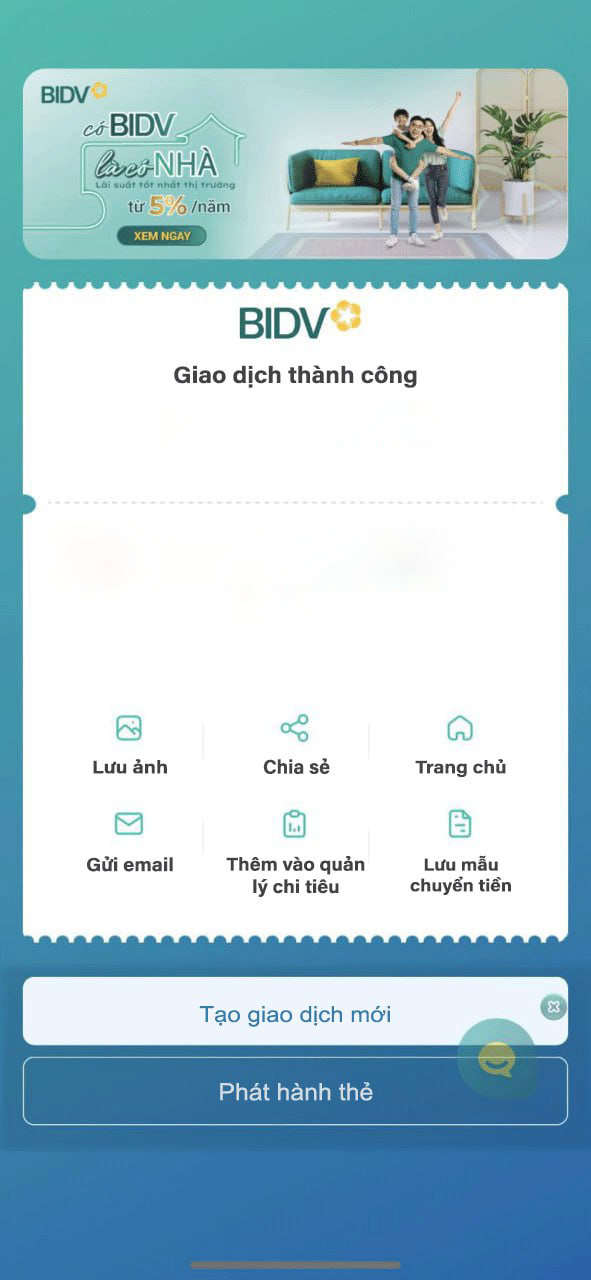 BIDV
có BIDV
là có NHÀ
Lãi suất tốt nhất thị trường
từ 5%/năm
XEM NGAY
BIDV
Giao dịch thành công
Lưu ảnh
Chia sẻ
Trang chủ
Gửi email
Thêm vào quản
lý chi tiêu
Lưu mẫu
chuyển tiền
Tạo giao dịch mới
Phát hành thẻ